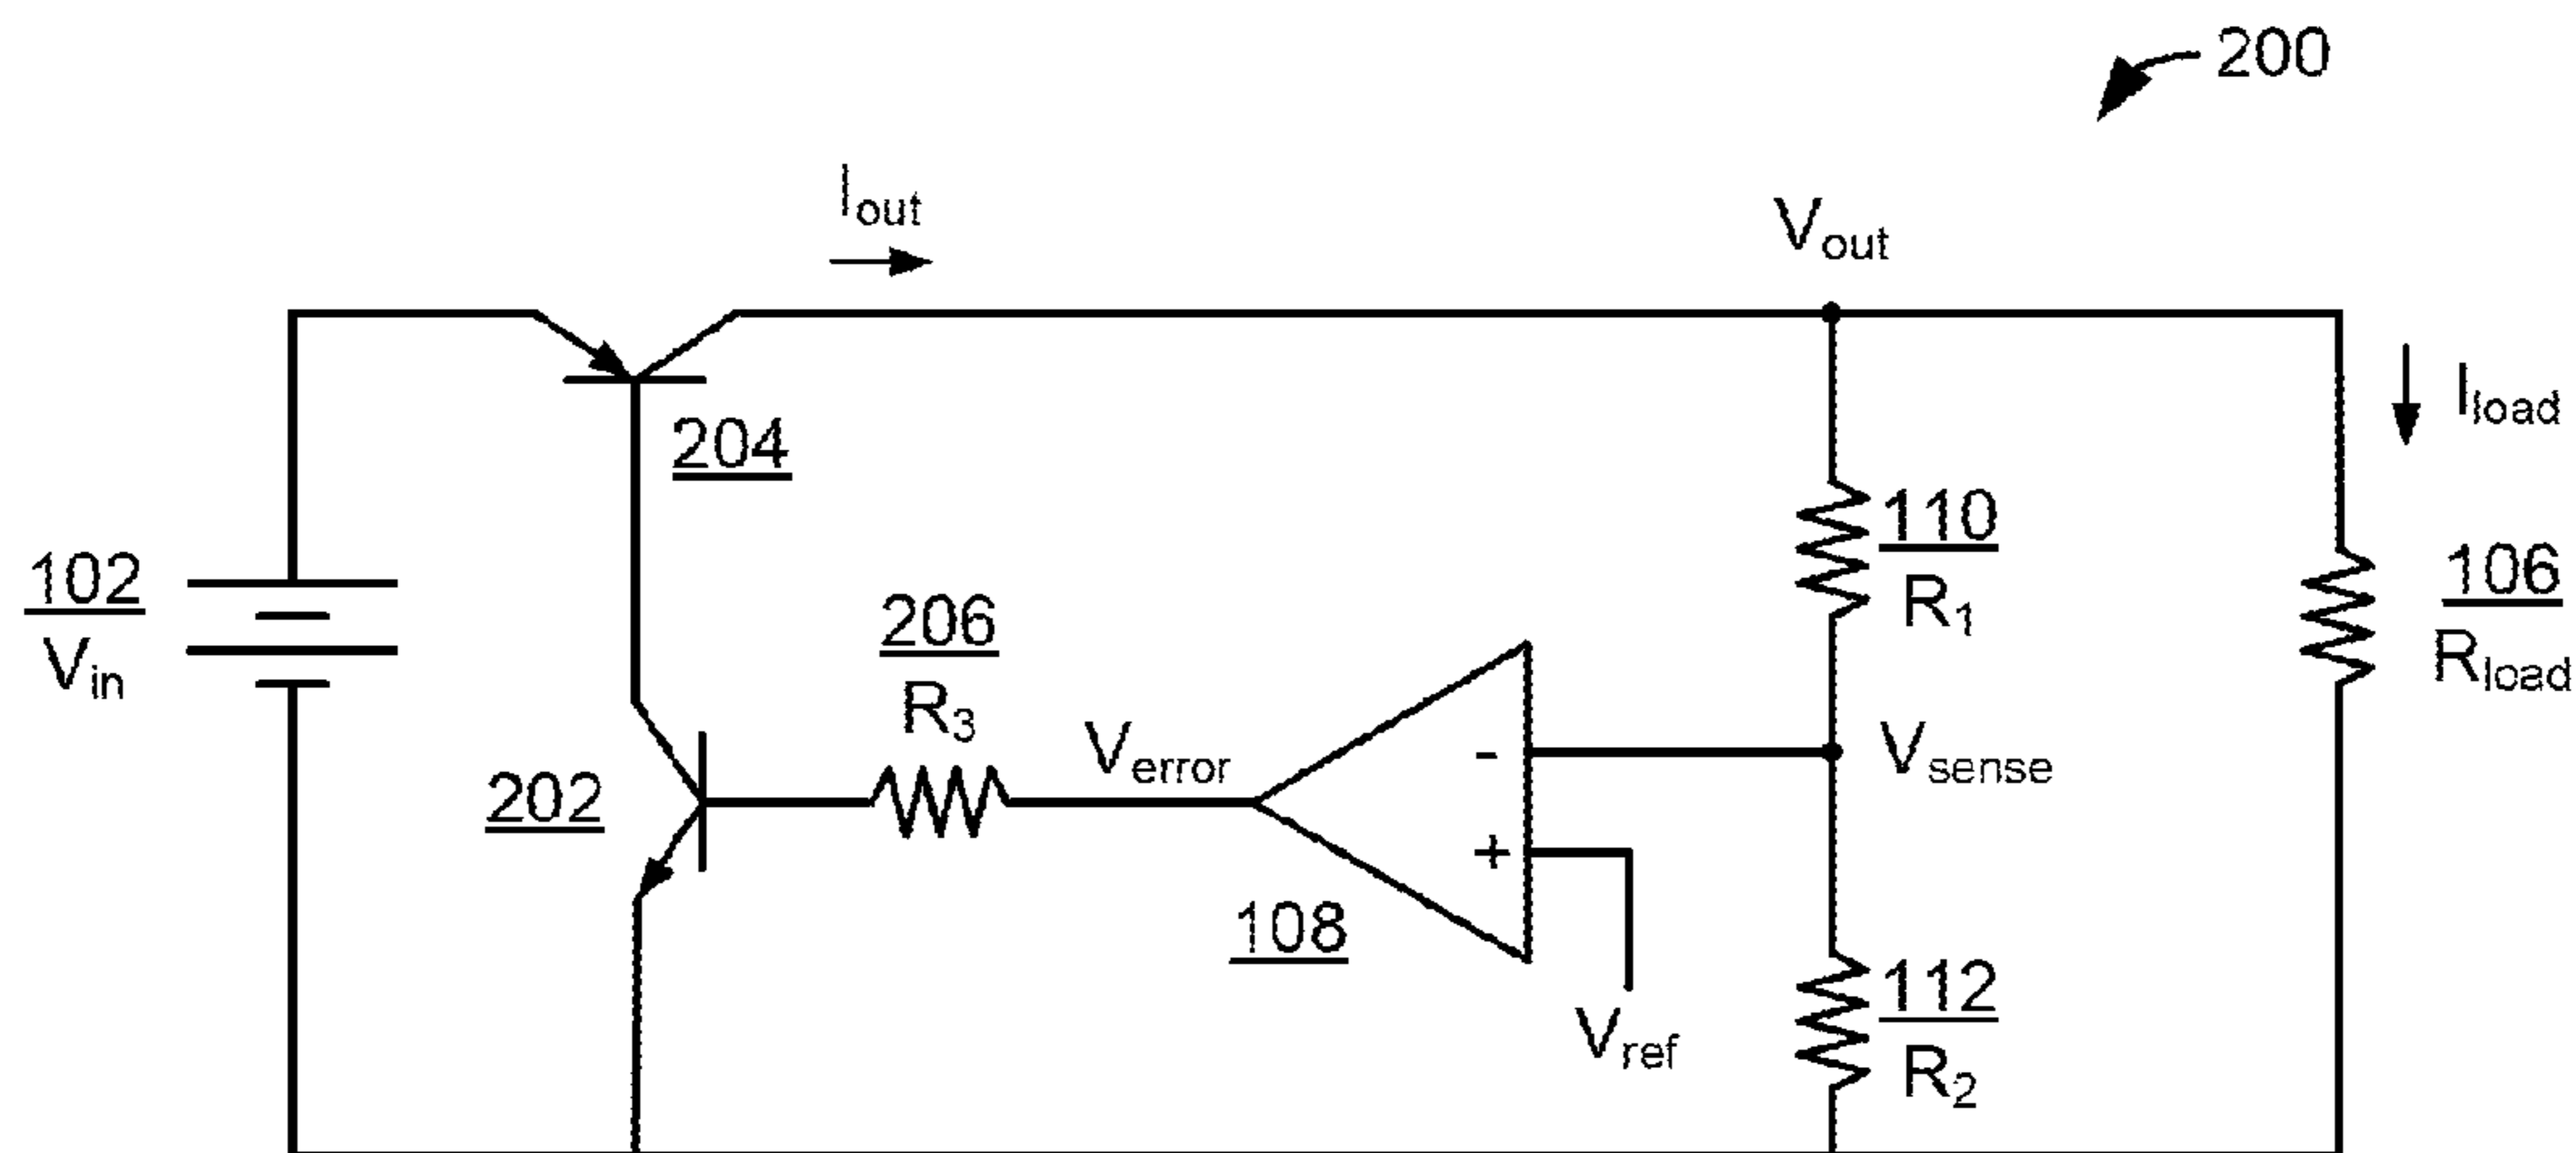 200
Iout
Vout
204
Iload
102
Vin
206
R3
110
R1
106
Rload
Verror
-
Vsense
202
+
108
Vref
112
R2